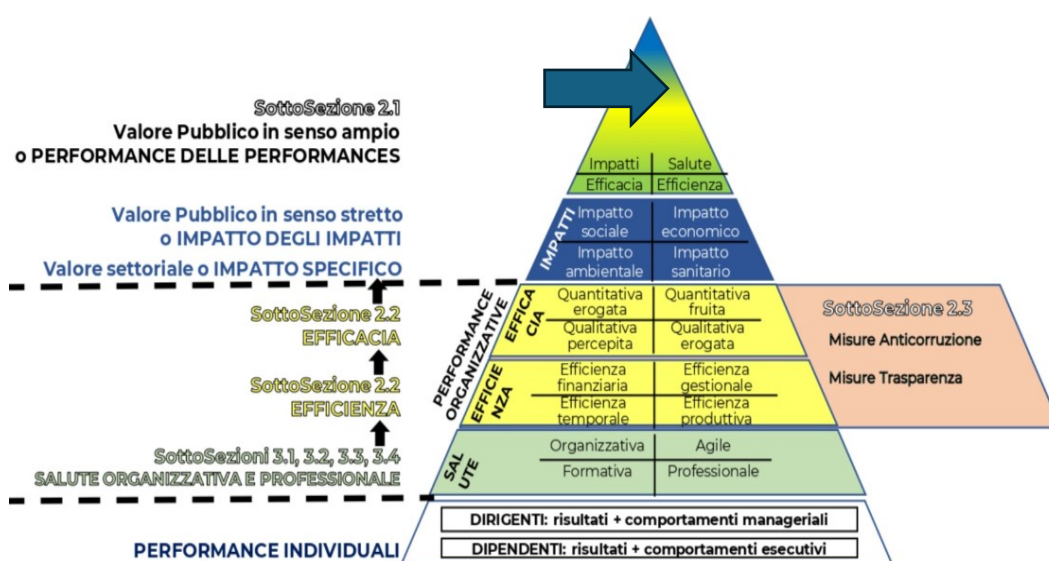 SottoSezione 2.1
Valore Pubblico in senso ampio
o PERFORMANCE DELLE PERFORMANCES
Impatti Salute
Efficacia Efficienza
Valore Pubblico in senso stretto
o IMPATTO DEGLI IMPATTI
Valore settoriale o IMPATTO SPECIFICO
IMPATTI
Impatto sociale
Impatto economico
Impatto ambientale
Impatto sanitario
SottoSezione 2.2
EFFICACIA
PERFORMANCE ORGANIZZATIVE
EFFICA
CIA
Quantitativa erogata
Quantitativa fruita
Qualitativa percepita
Qualitativa erogata
SottoSezione 2.3
Misure Anticorruzione
Misure Trasparenza
SottoSezione 2.2
EFFICIENZA
EFFICIE
NZA
Efficienza finanziaria
Efficienza gestionale
Efficienza temporale
Efficienza produttiva
SottoSezioni 3.1, 3.2, 3.3, 3.4
SALUTE ORGANIZZATIVA E PROFESSIONALE
SAL
UTE
Organizzativa Agile
Formativa Professionale
PERFORMANCE INDIVIDUALI
DIRIGENTI: risultati + comportamenti manageriali
DIPENDENTI: risultati + comportamenti esecutivi